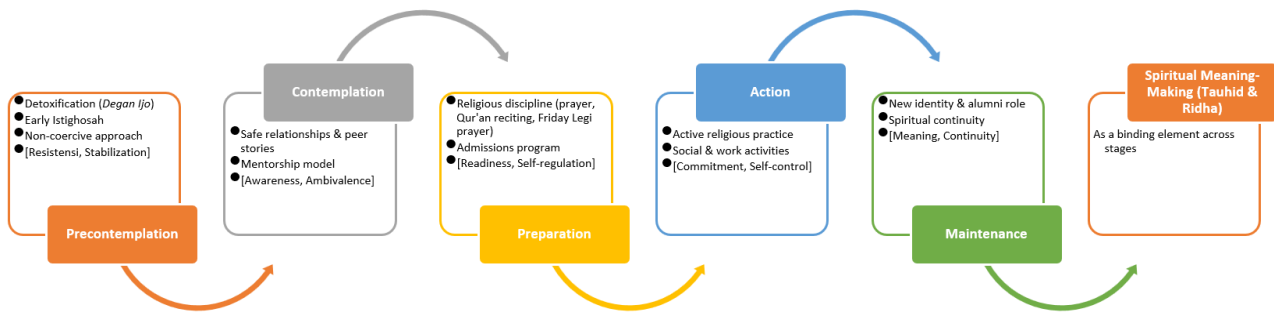 Detoxification (Degan Ijo)
Early Istighosah
Non-coercive approach
[Resistensi, Stabilization]
Precontemplation
Contemplation
Safe relationships & peer
stories
Mentorship model
[Awareness, Ambivalence]
Religious discipline (prayer,
Qur'an reciting, Friday Legi
prayer)
Admissions program
[Readiness, Self-regulation]
Preparation
Action
Active religious practice
Social & work activities
[Commitment, Self-control]
New identity & alumni role
Spiritual continuity
[Meaning, Continuity]
Maintenance
Spiritual Meaning-
Making (Tauhid &
Ridha)
As a binding element across
stages